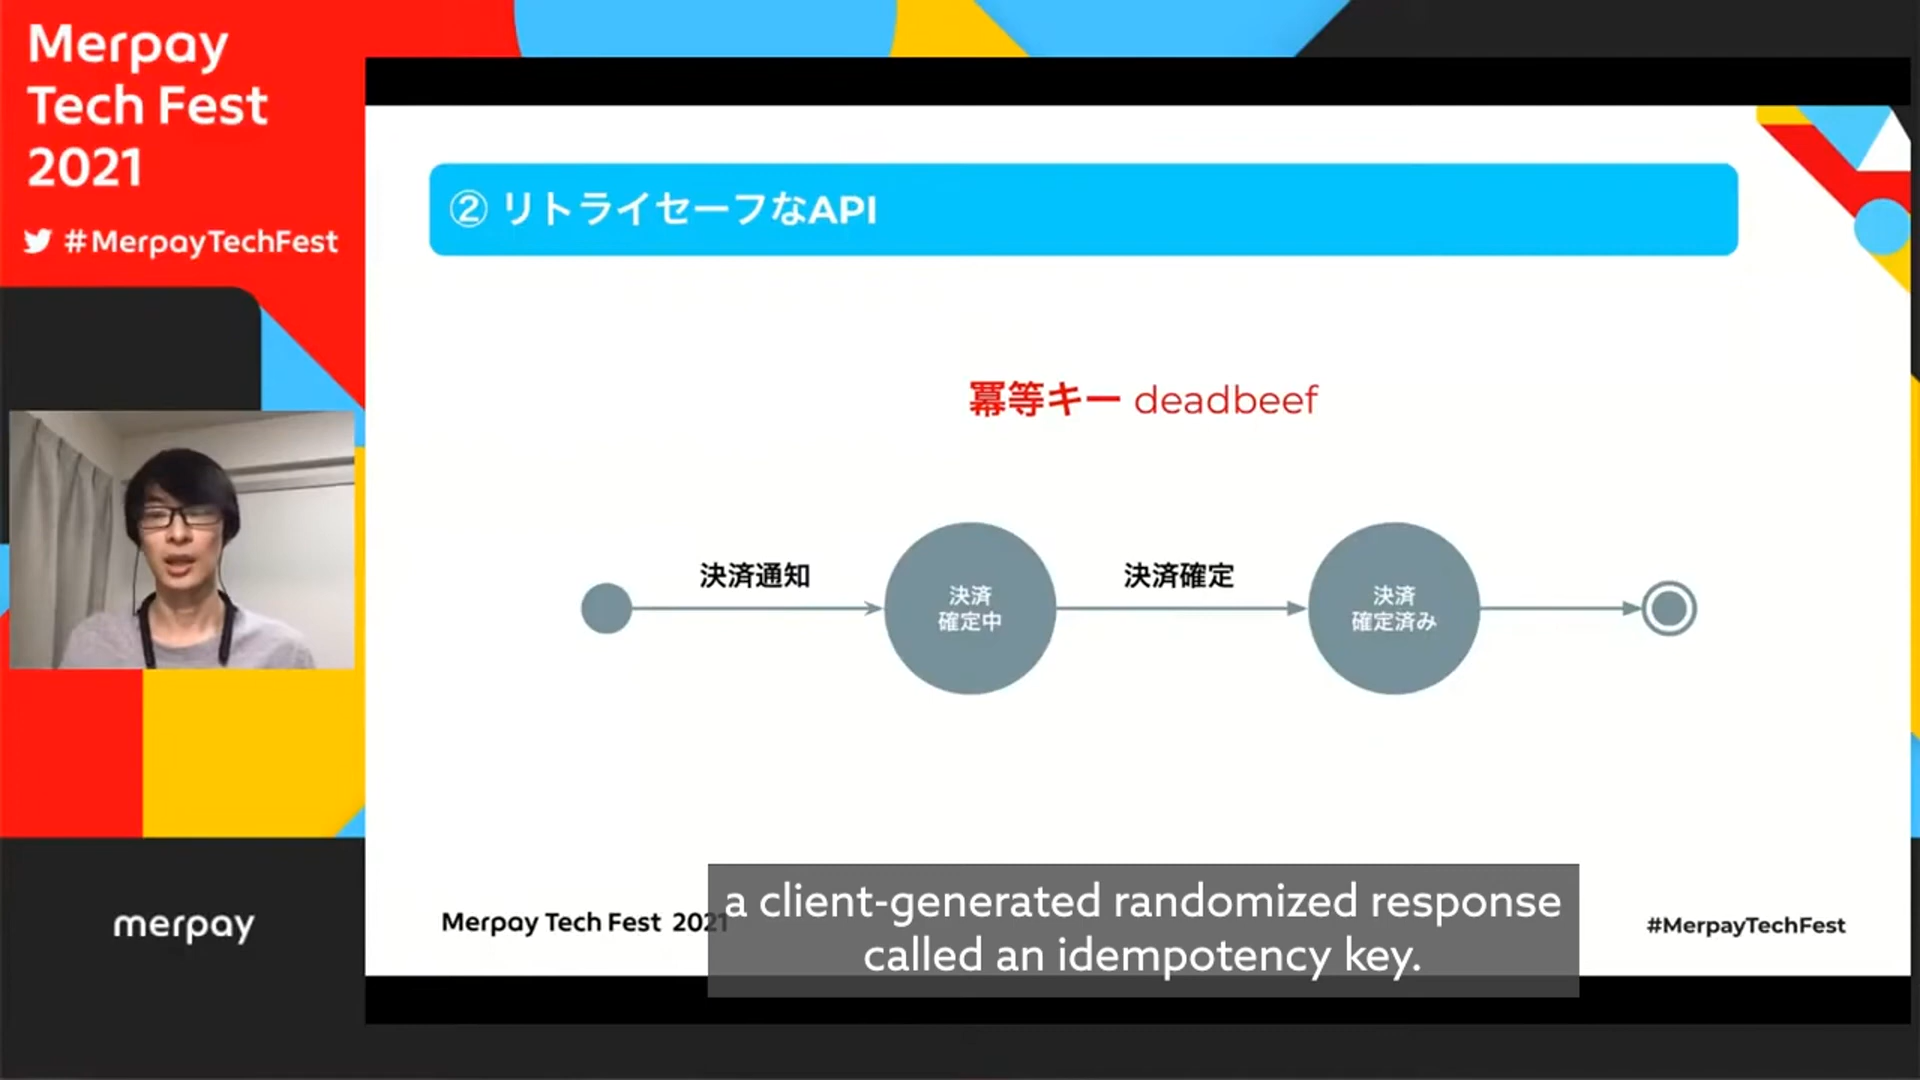 Merpay
Tech Fest
2021
#MerpayTechFest
② リトライセーフなAPI
冪等キー deadbeef
決済通知
決済
確定中
決済確定
決済
確定済み
merpay
Merpay Tech Fest 2021
a client-generated randomized response
called an idempotency key.
#MerpayTechFest